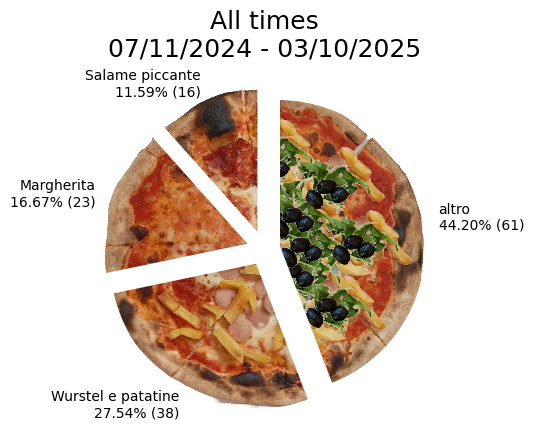 All times
07/11/2024 - 03/10/2025
Salame piccante
11.59% (16)
Margherita
16.67% (23)
altro
44.20% (61)
Wurstel e patatine
27.54% (38)